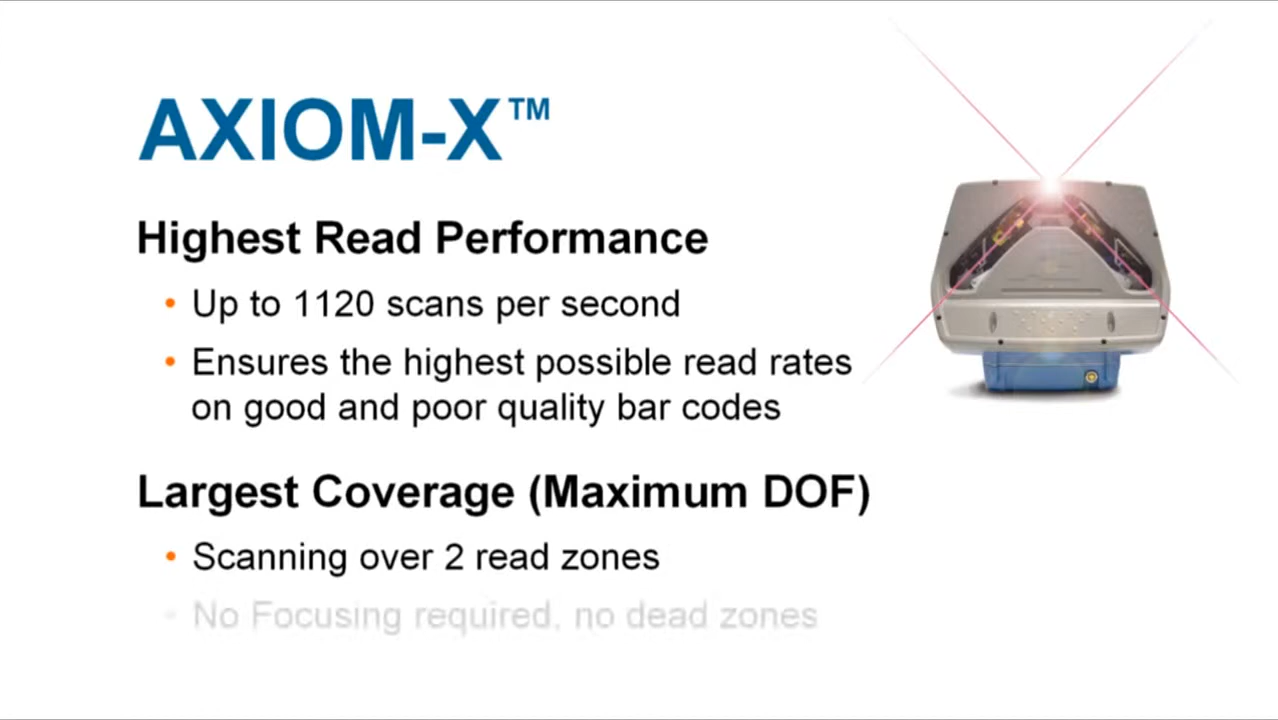 AXIOM-X™
Highest Read Performance
• Up to 1120 scans per second
• Ensures the highest possible read rates
on good and poor quality bar codes
Largest Coverage (Maximum DOF)
• Scanning over 2 read zones
• No Focusing required, no dead zones